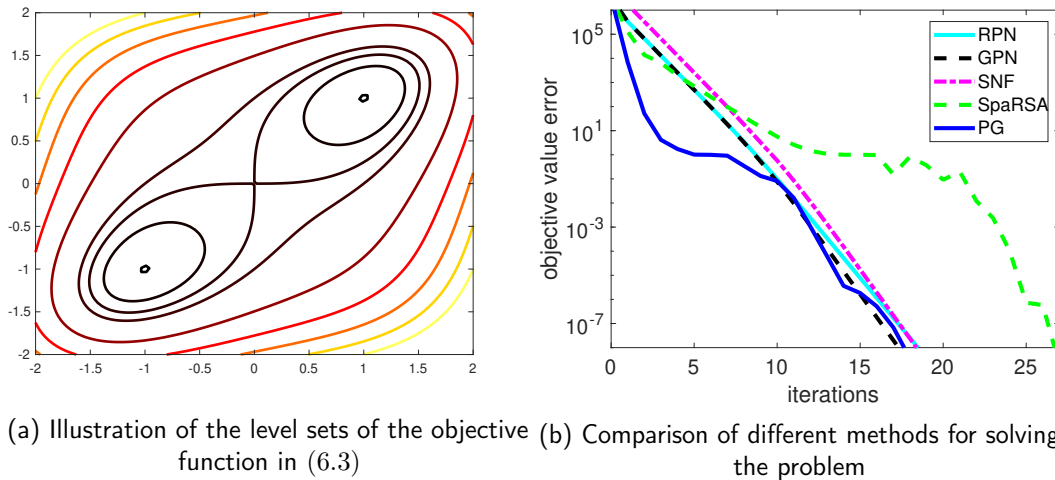 2
1.5
1
0.5
0
-0.5
-1
-1.5
-2
-2 -1.5 -1 -0.5 0 0.5 1 1.5 2
(a) Illustration of the level sets of the objective
function in (6.3)
objective value error
10^5
10^1
10^-3
10^-7
RPN
GPN
SNF
SpaRSA
PG
0 5 10 15 20 25
iterations
(b) Comparison of different methods for solving
the problem